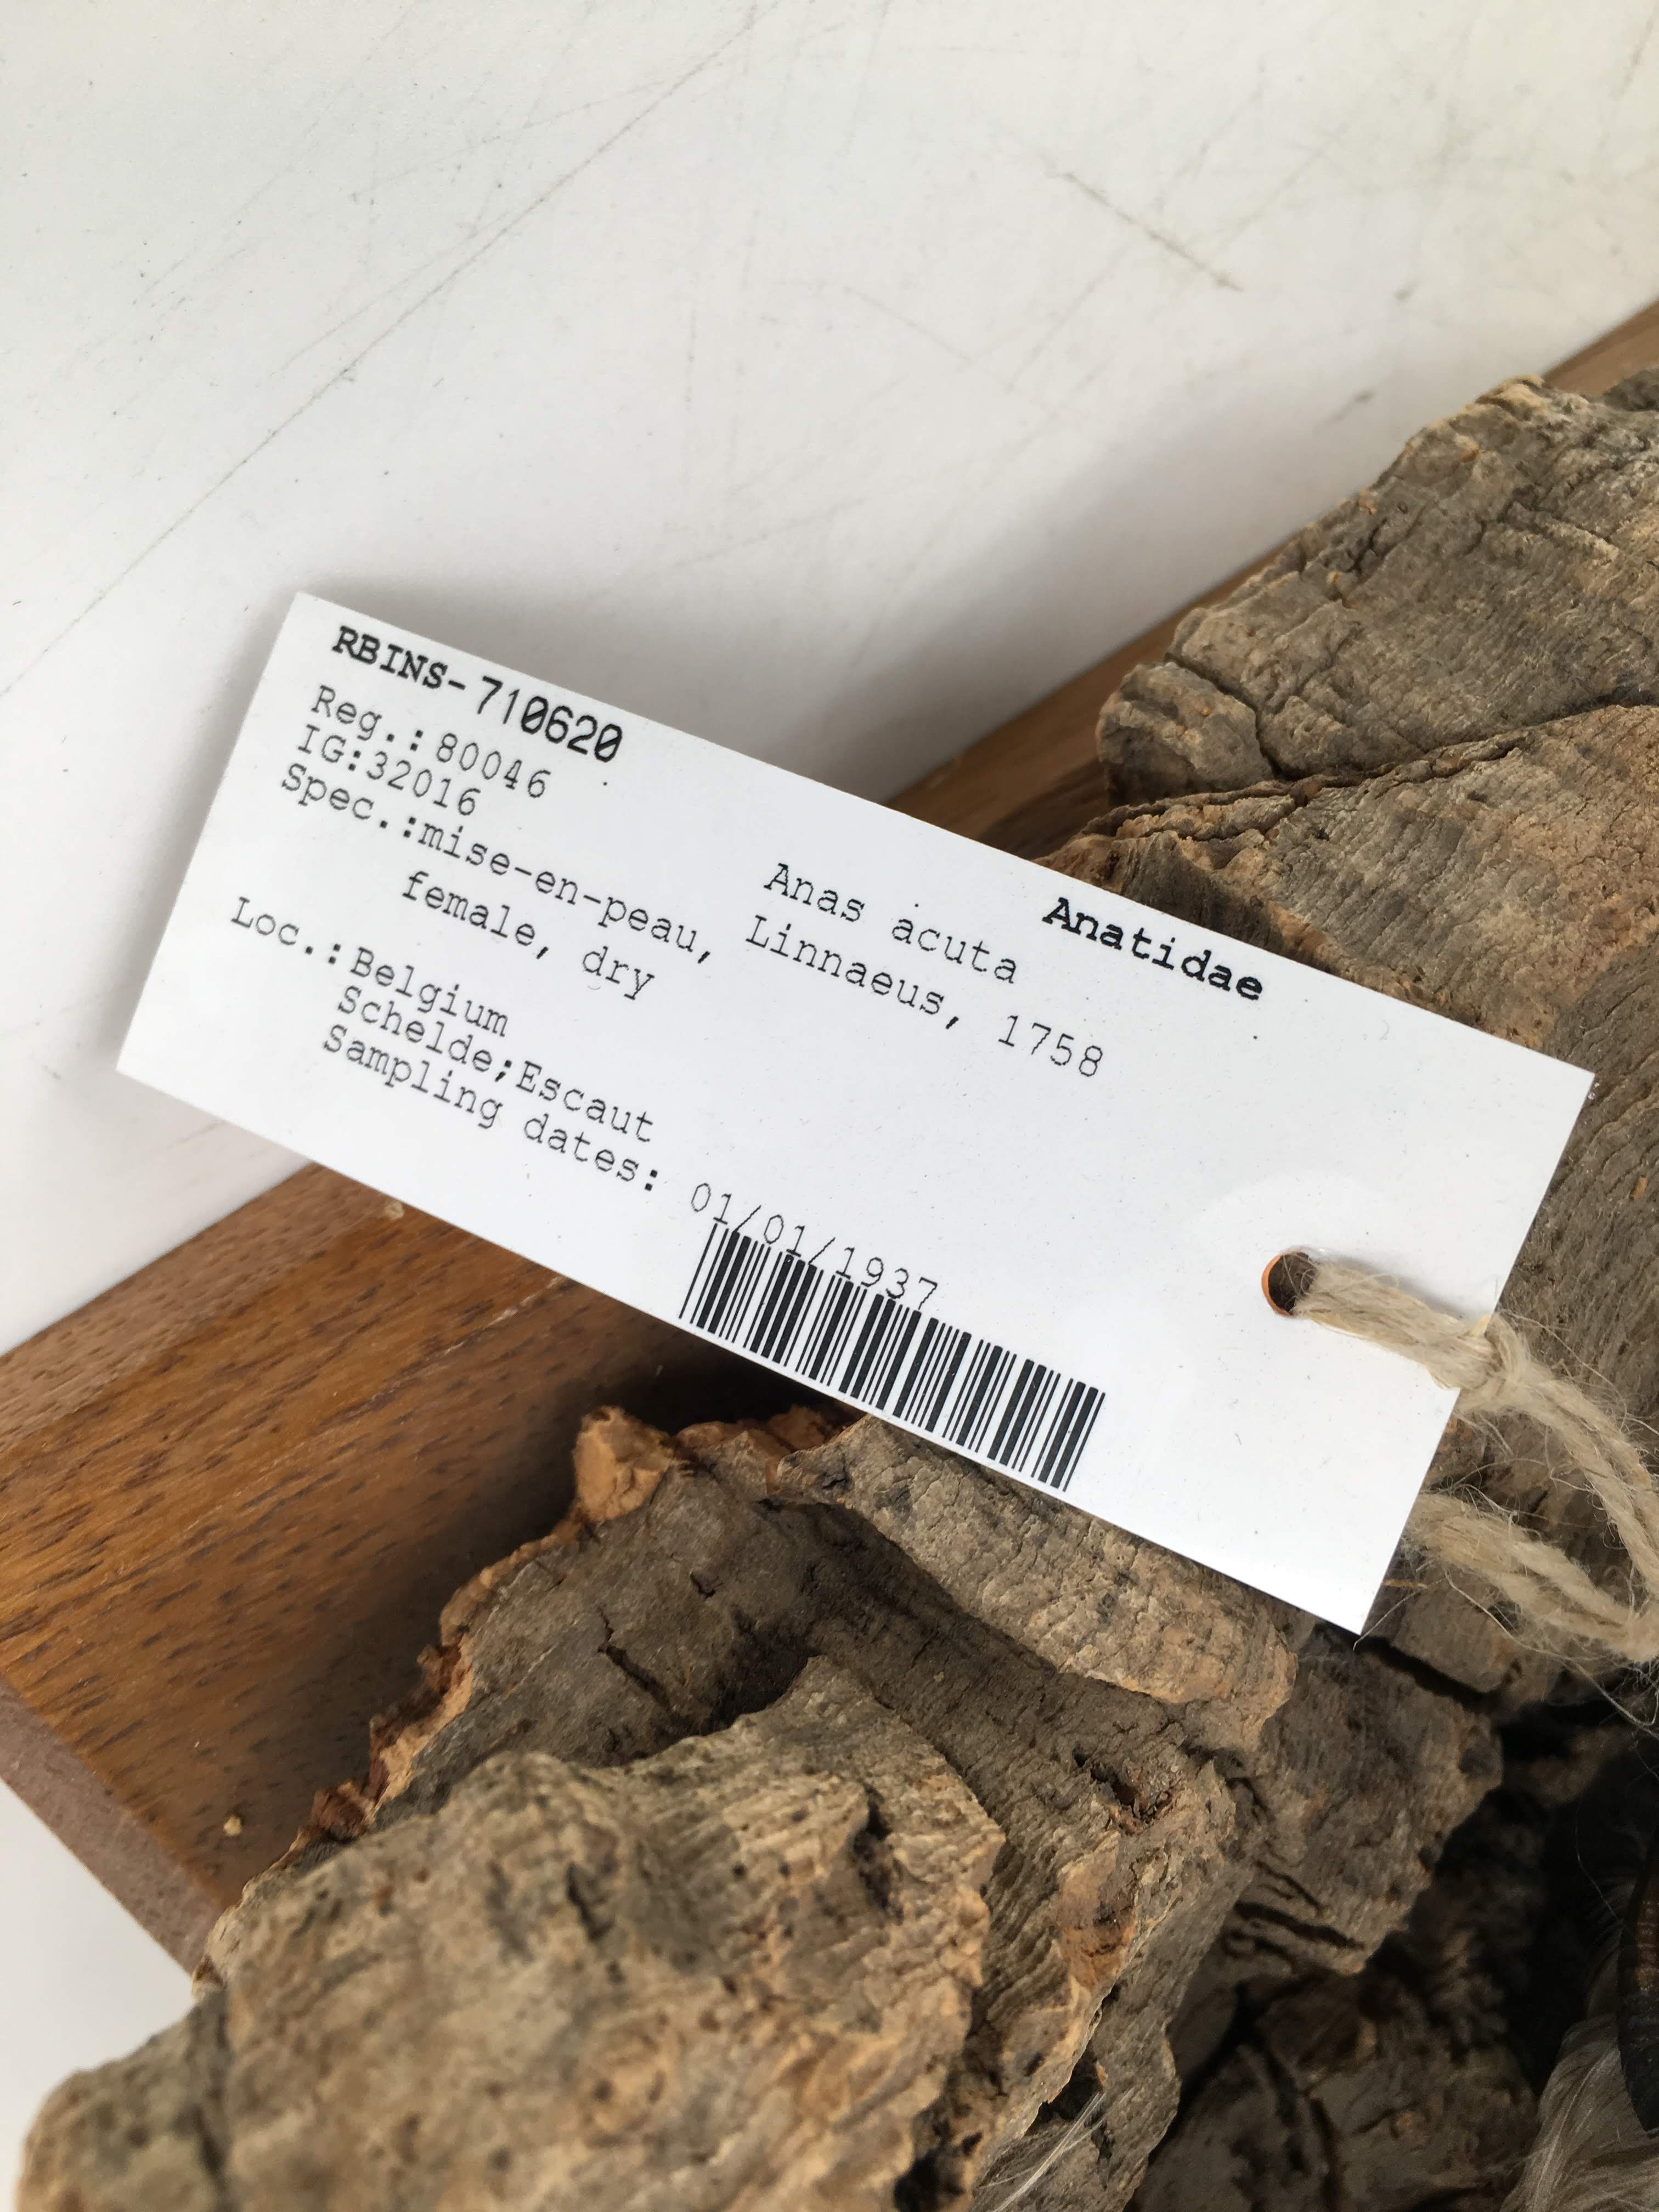 RBINS-710620
Reg.:80046
IG:32016
Anatidae
Anas acuta
Linnaeus, 1758
Spec.:mise-en-peau,
female, dry
Loc.:Belgium
Schelde;Escaut
Sampling dates: 01/01/1937